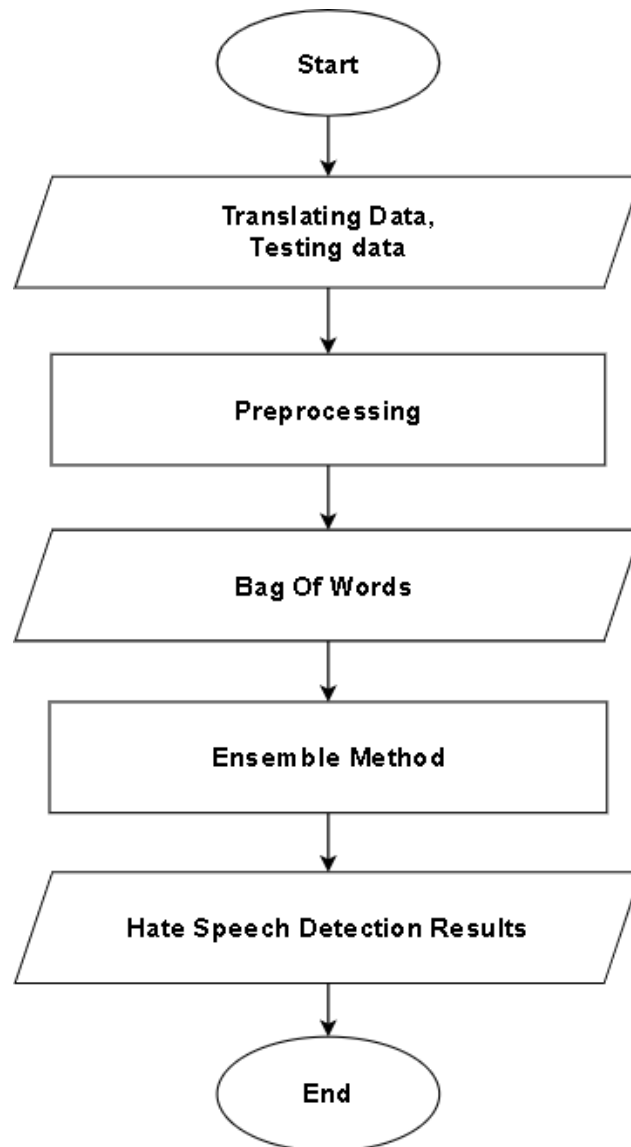 Start
Translating Data,
Testing data
Preprocessing
Bag Of Words
Ensemble Method
Hate Speech Detection Results
End